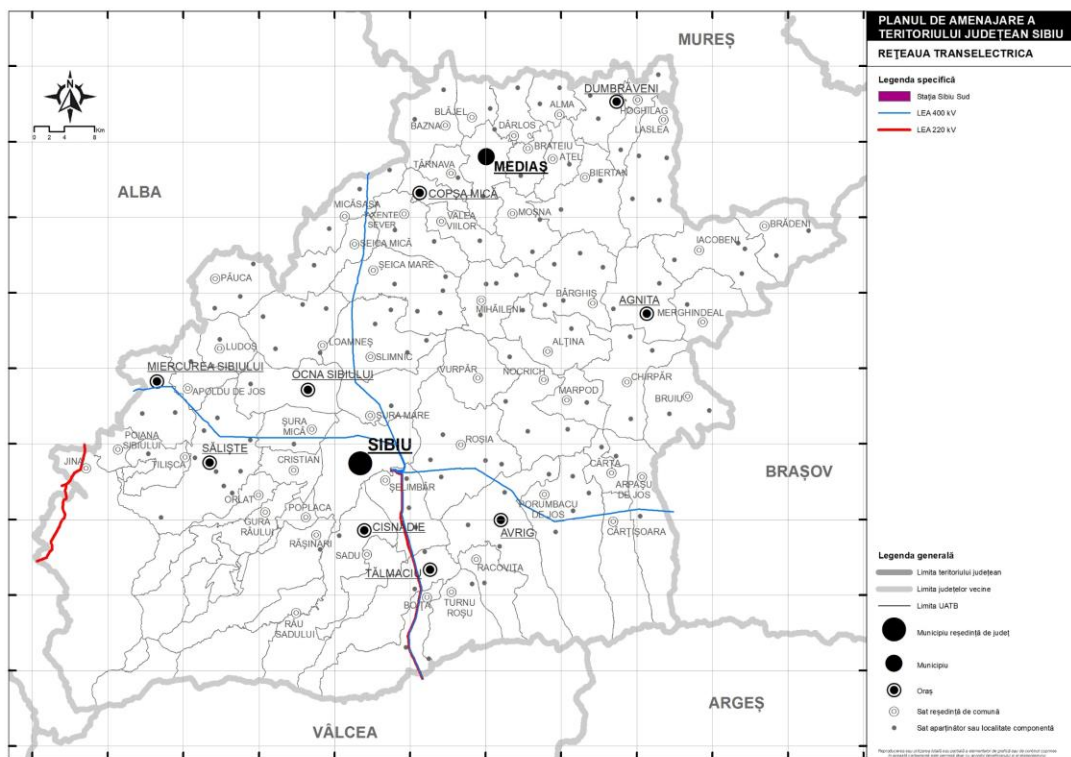 PLANUL DE AMENAJARE A
TERITORIULUI JUDEȚEAN SIBIU
REȚEAUA TRANSELECTRICA
Legenda specifică
Stația Sibiu Sud
LEA 400 kV
LEA 220 kV
MUREȘ
N
0 2 4 8 Km
DUMBRĂVENI
HOGHILAG
LASLEA
BLĂJEL
ALMA
BAZNA
DÂRLOS
BRATEIU
AȚEL
MEDIAȘ
BIERTAN
TÂRNAVA
ALBA
COPȘA MICĂ
MICĂSASA
AXENTE
SEVER
VALEA
VIILOR
MOȘNA
BRĂDENI
IACOBENI
ȘEICA MICĂ
ȘEICA MARE
PĂUCA
BÂRGHIȘ
AGNITA
MIHĂILENI
MERGHINDEAL
LUDOȘ
LOAMNEȘ
SLIMNIC
ALȚINA
MIERCUREA SIBIULUI
OCNA SIBIULUI
VURPĂR
NOCRICH
CHIRPĂR
APOLDU DE JOS
MARPOD
BRUIU
ȘURA MARE
ȘURA
MICĂ
SIBIU
ROȘIA
POIANA
SIBIULUI
SĂLIȘTE
JINA
TILIȘCA
CRISTIAN
ȘELIMBĂR
CÂRȚA
ARPAȘU
DE JOS
BRAȘOV
ORLAT
PORUMBACU
DE JOS
GURA
RÂULUI
POPLACA
CISNĂDIE
AVRIG
CÂRȚIȘOARA
RĂȘINARI
SADU
TĂLMACIU
RACOVIȚA
BOIȚA
TURNU
ROȘU
RÂU
SADULUI
ARGEȘ
VÂLCEA
Legenda generală
Limita teritoriului județean
Limita județelor vecine
Limita UATB
Municipiu reședință de județ
Municipiu
Oraș
Sat reședință de comună
Sat aparținător sau localitate componentă